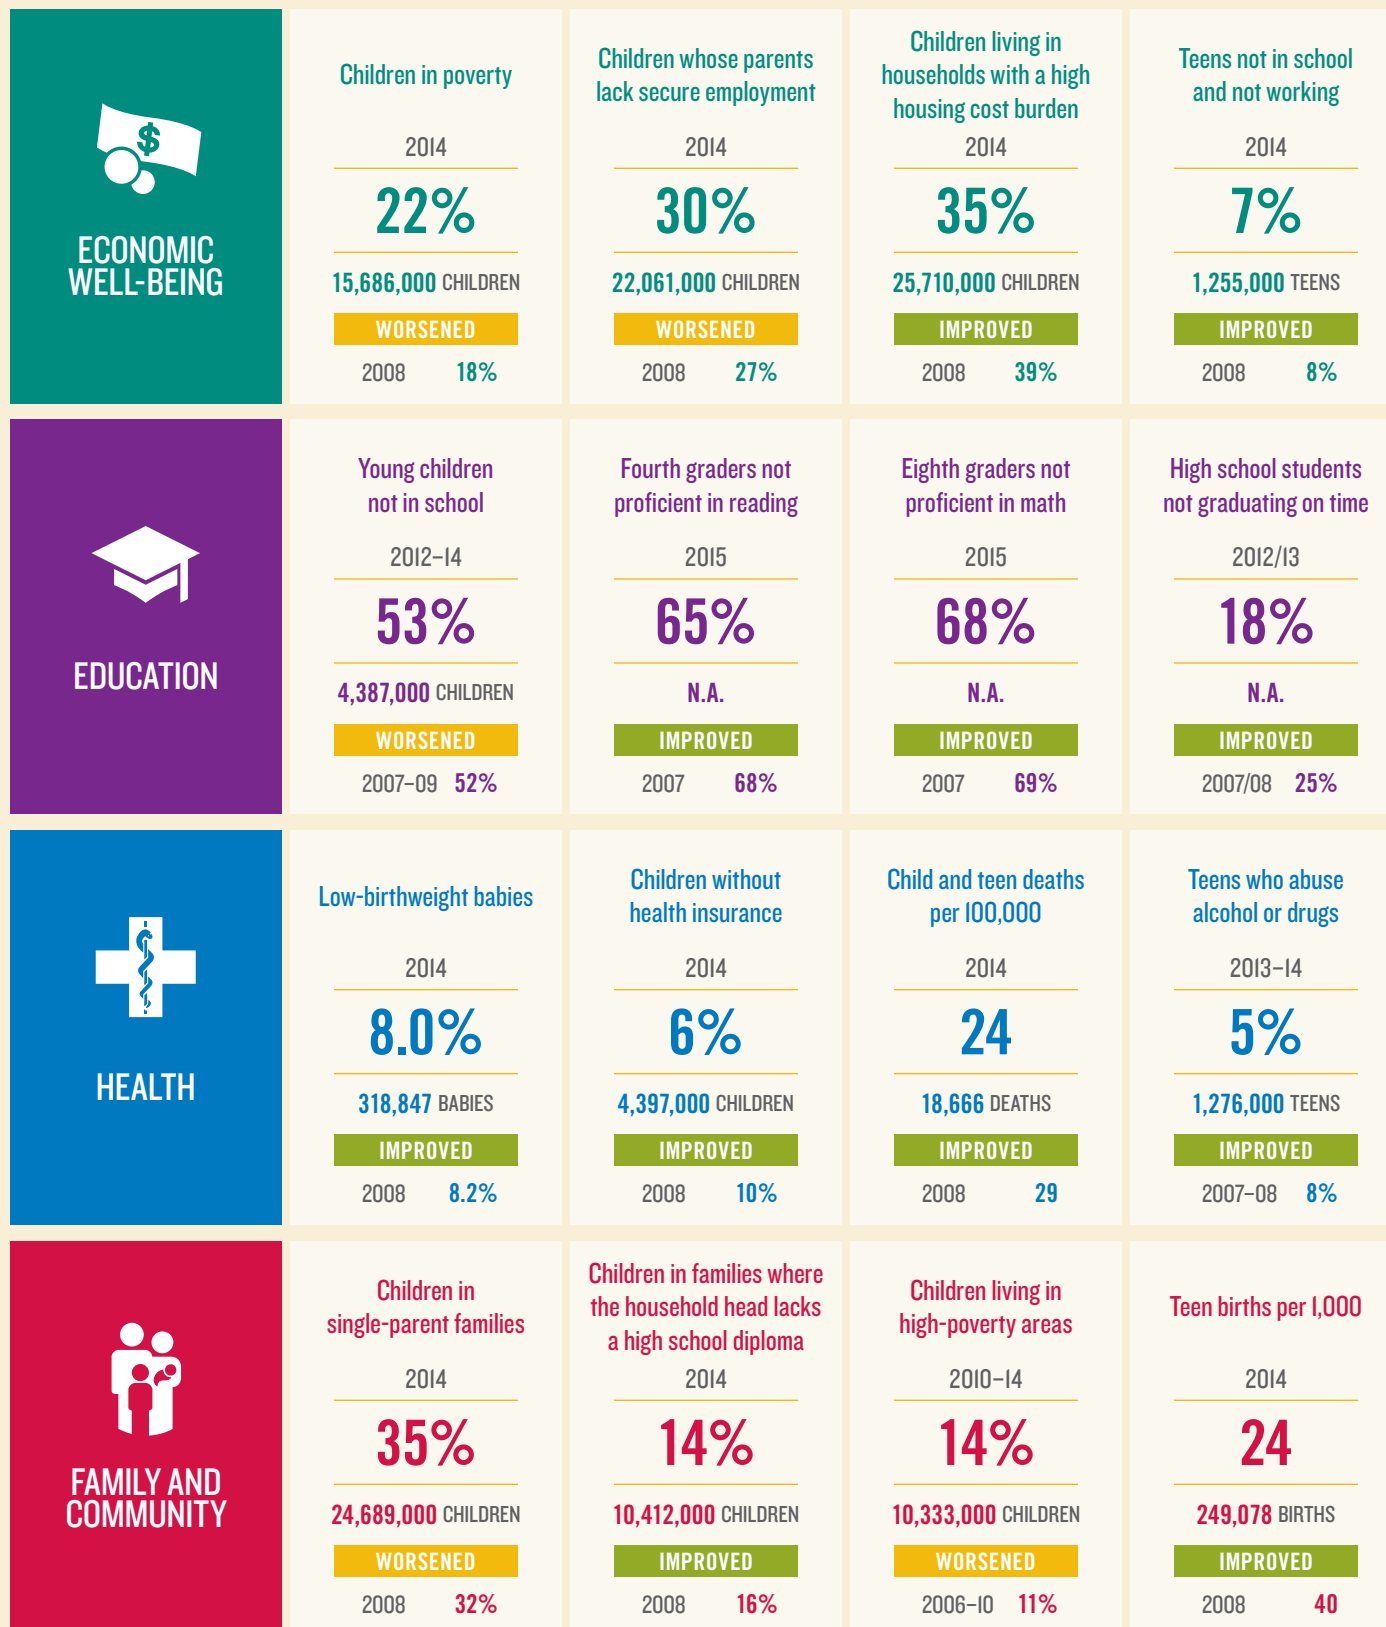 $
ECONOMIC
WELL-BEING
Children in poverty
2014
22%
15,686,000 CHILDREN
WORSENED
2008 18%
Children whose parents
lack secure employment
2014
30%
22,061,000 CHILDREN
WORSENED
2008 27%
Children living in
households with a high
housing cost burden
2014
35%
25,710,000 CHILDREN
IMPROVED
2008 39%
Teens not in school
and not working
2014
7%
1,255,000 TEENS
IMPROVED
2008 8%
EDUCATION
Young children
not in school
2012–14
53%
4,387,000 CHILDREN
WORSENED
2007–09 52%
Fourth graders not
proficient in reading
2015
65%
N.A.
IMPROVED
2007 68%
Eighth graders not
proficient in math
2015
68%
N.A.
IMPROVED
2007 69%
High school students
not graduating on time
2012/13
18%
N.A.
IMPROVED
2007/08 25%
HEALTH
Low-birthweight babies
2014
8.0%
318,847 BABIES
IMPROVED
2008 8.2%
Children without
health insurance
2014
6%
4,397,000 CHILDREN
IMPROVED
2008 10%
Child and teen deaths
per 100,000
2014
24
18,666 DEATHS
IMPROVED
2008 29
Teens who abuse
alcohol or drugs
2013–14
5%
1,276,000 TEENS
IMPROVED
2007–08 8%
FAMILY AND
COMMUNITY
Children in
single-parent families
2014
35%
24,689,000 CHILDREN
WORSENED
2008 32%
Children in families where
the household head lacks
a high school diploma
2014
14%
10,412,000 CHILDREN
IMPROVED
2008 16%
Children living in
high-poverty areas
2010–14
14%
10,333,000 CHILDREN
WORSENED
2006–10 11%
Teen births per 1,000
2014
24
249,078 BIRTHS
IMPROVED
2008 40